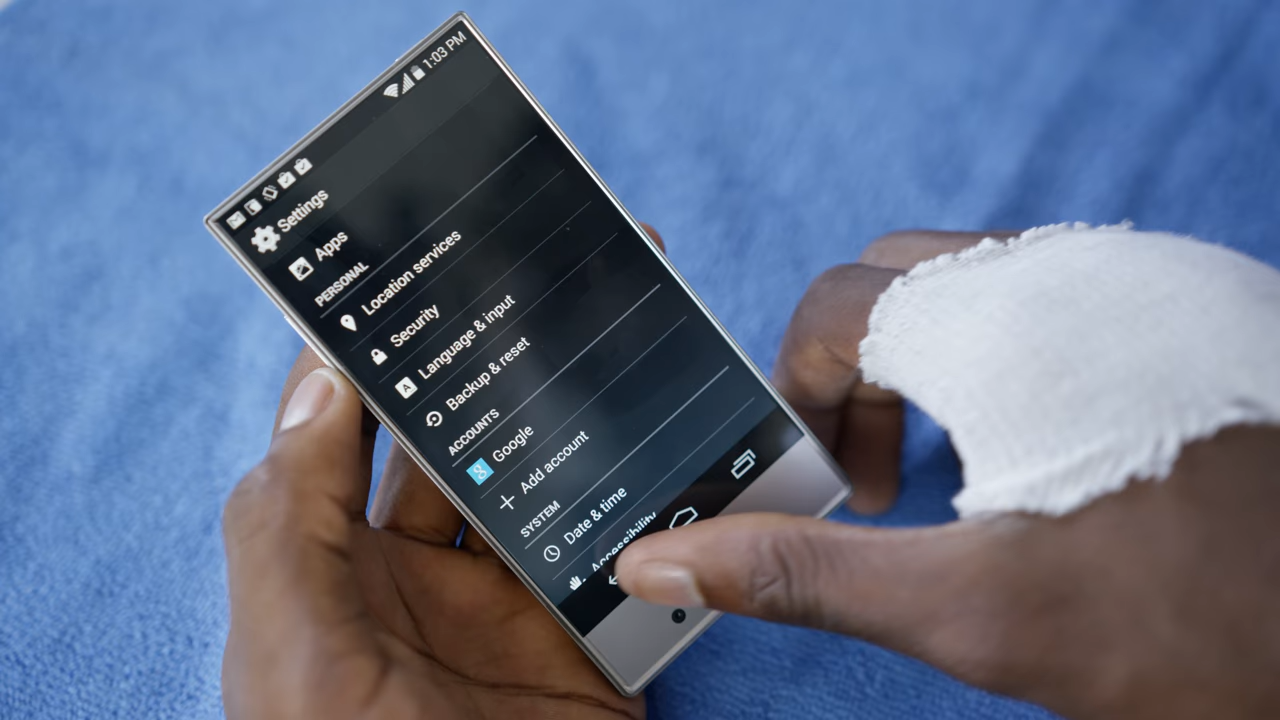 1:03 PM
Settings
Apps
PERSONAL
Location services
Security
A Language & input
Backup & reset
ACCOUNTS
g Google
Add account
SYSTEM
Date & time
Accessibility